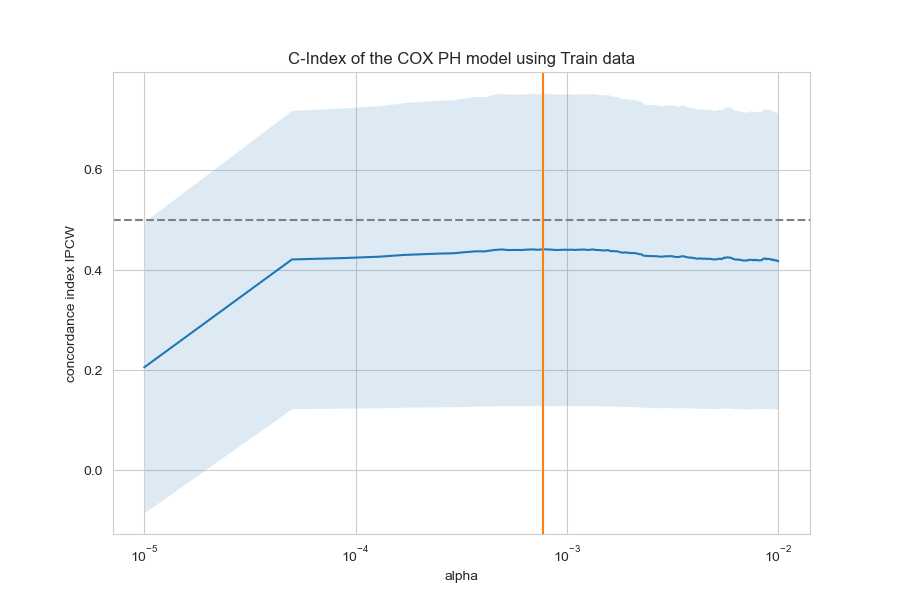 C-Index of the COX PH model using Train data
concordance index IPCW
0.6
0.4
0.2
0.0
10⁻⁵
10⁻⁴
10⁻³
10⁻²
alpha